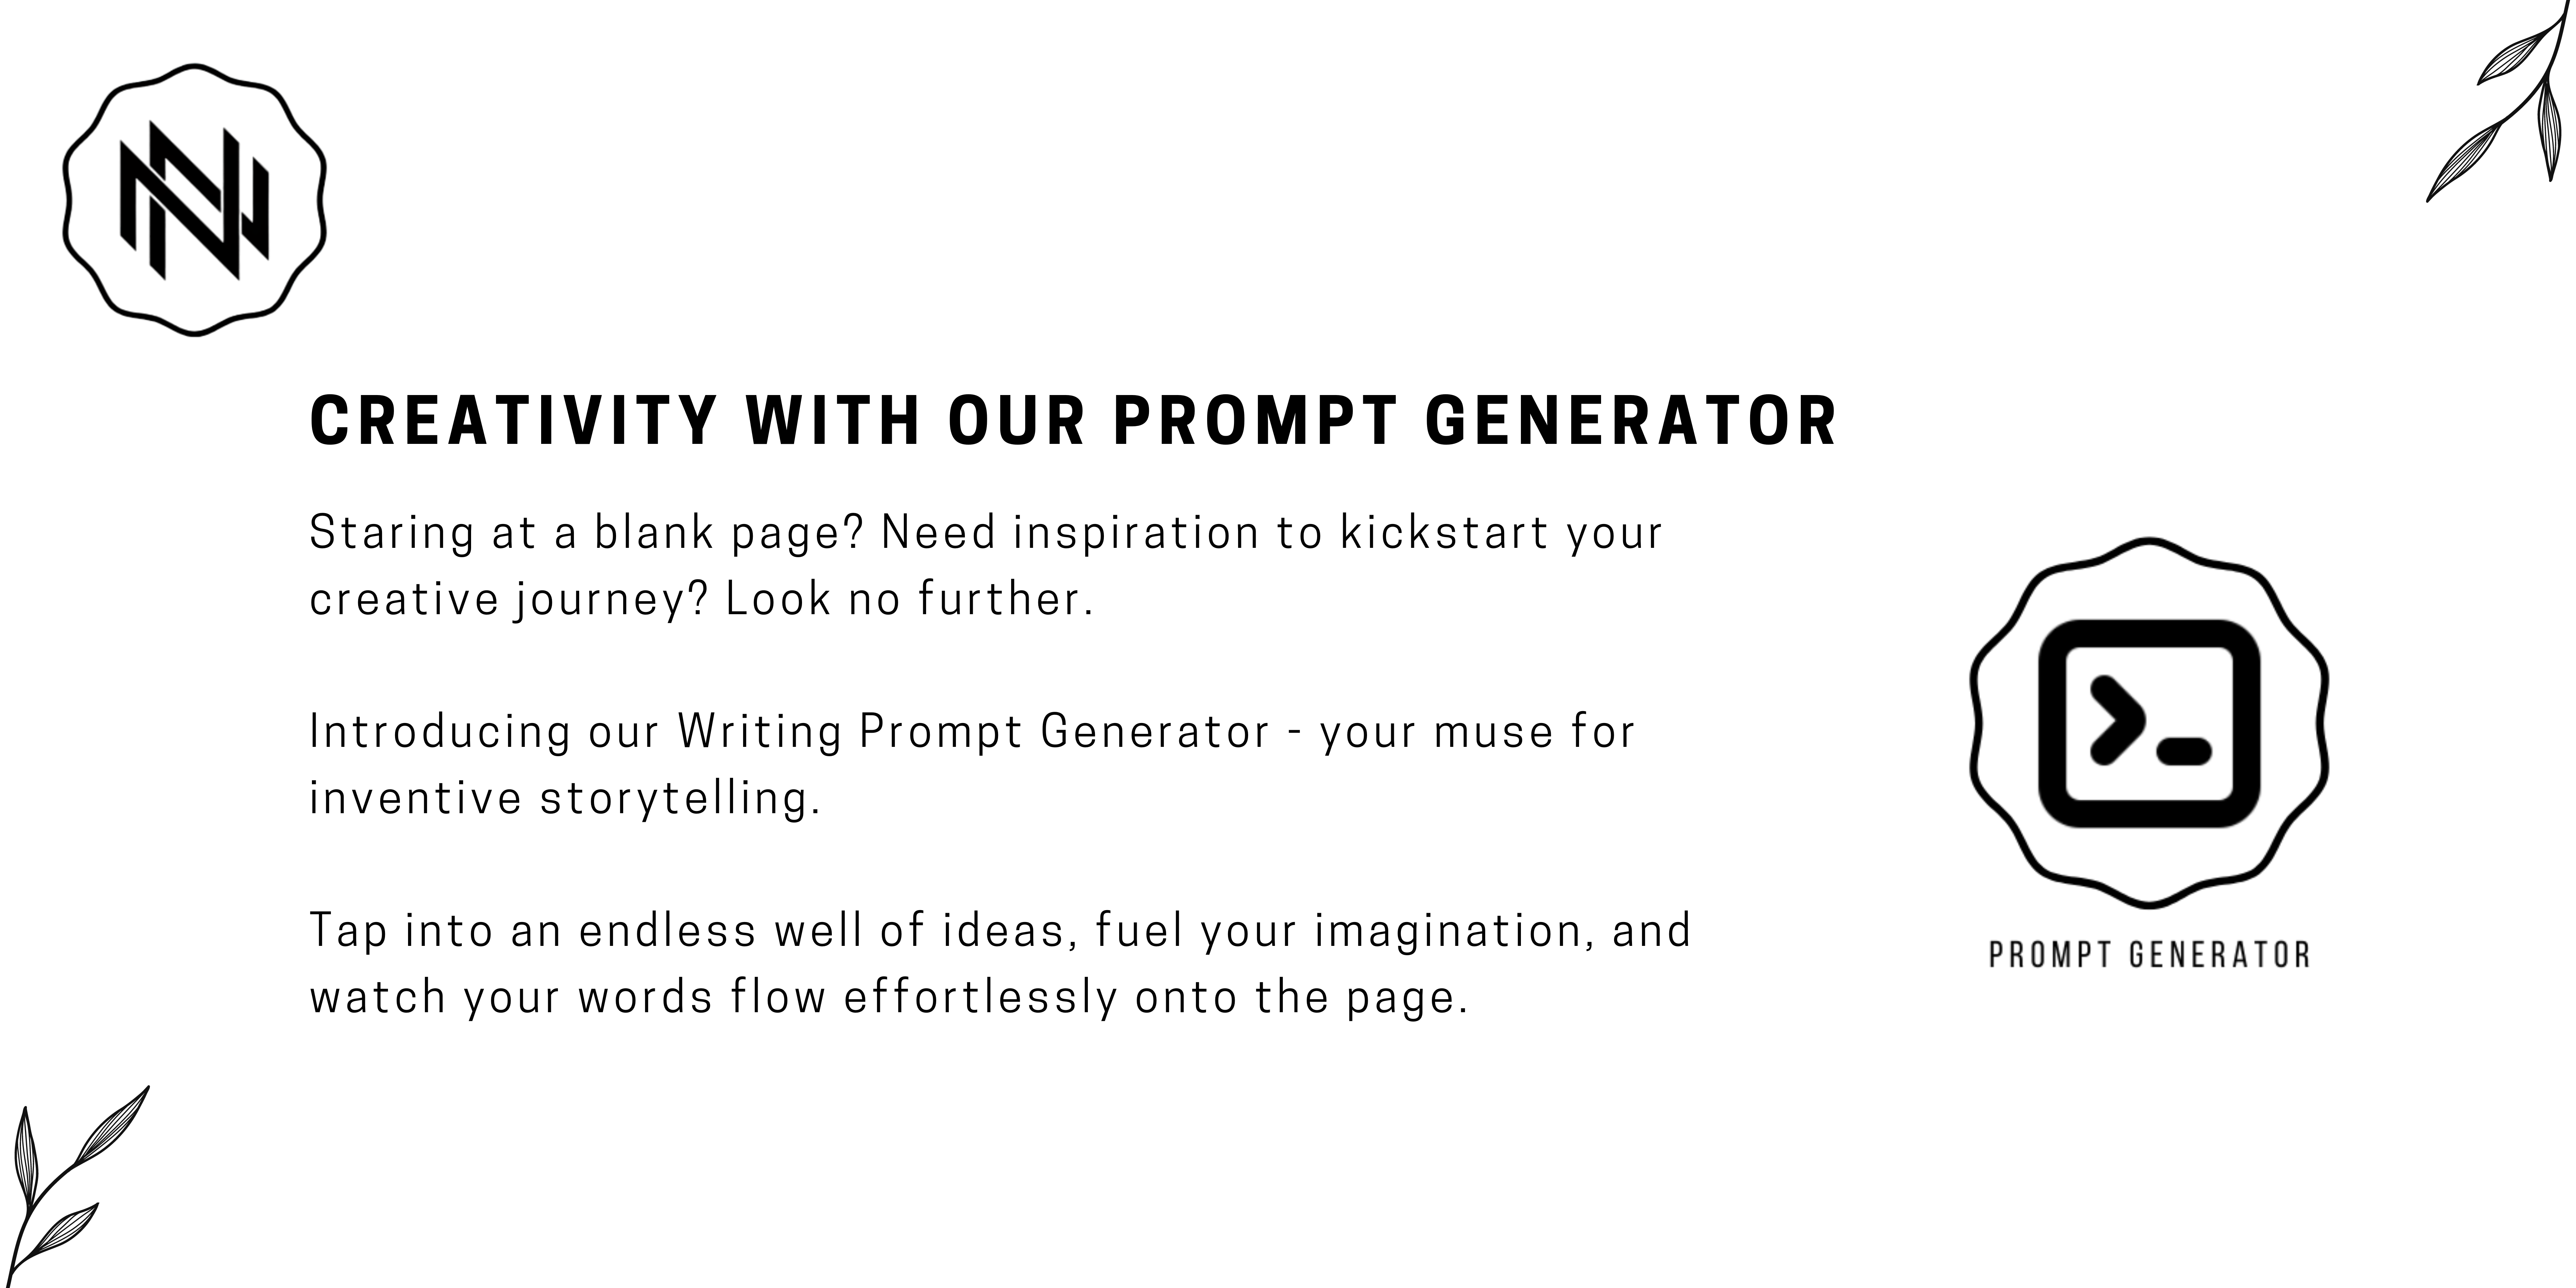 CREATIVITY WITH OUR PROMPT GENERATOR
Staring at a blank page? Need inspiration to kickstart your
creative journey? Look no further.
Introducing our Writing Prompt Generator - your muse for
inventive storytelling.
Tap into an endless well of ideas, fuel your imagination, and
watch your words flow effortlessly onto the page.
PROMPT GENERATOR